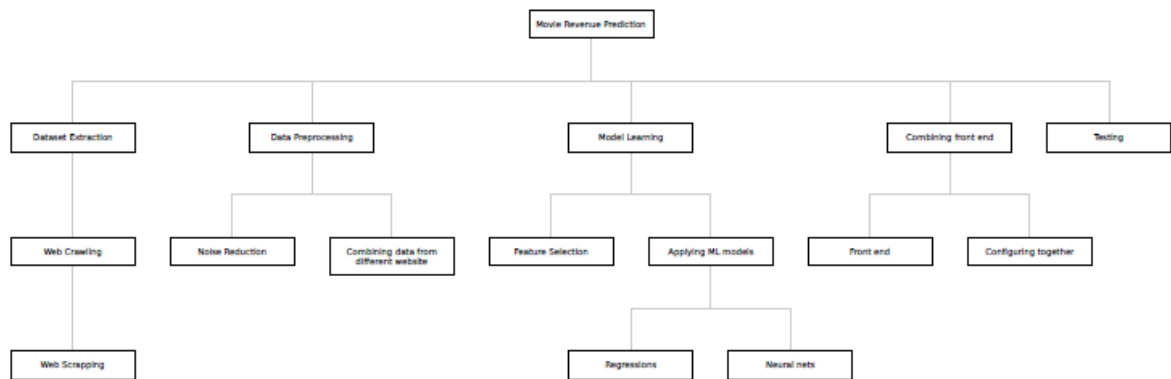 Movie Revenue Prediction
Dataset Extraction
Data Preprocessing
Model Learning
Combining front end
Testing
Web Crawling
Noise Reduction
Combining data from
different website
Feature Selection
Applying ML models
Front end
Configuring together
Web Scrapping
Regressions
Neural nets